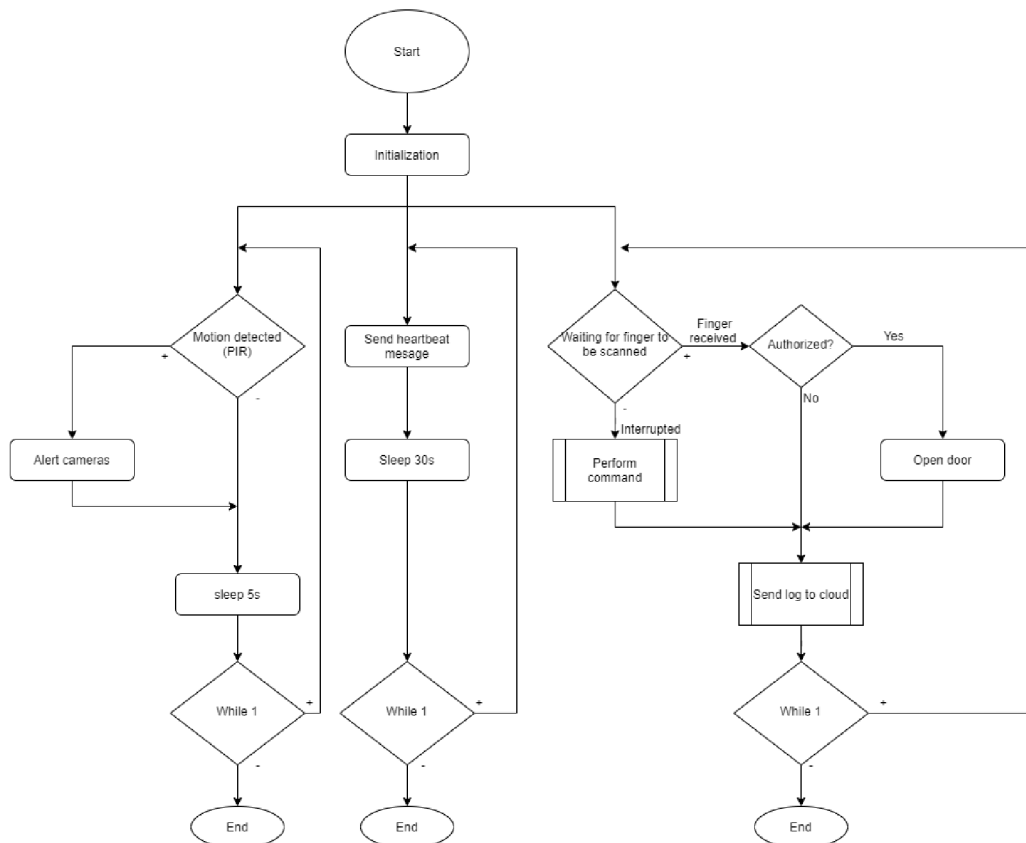 Start
Initialization
Motion detected
(PIR)
+
-
Alert cameras
sleep 5s
While 1
+
-
End
Send heartbeat
mesage
Sleep 30s
While 1
+
-
End
Waiting for finger to
be scanned
+
-
Finger
received
Authorized?
Yes
No
Interrupted
Perform
command
Open door
Send log to cloud
While 1
+
-
End